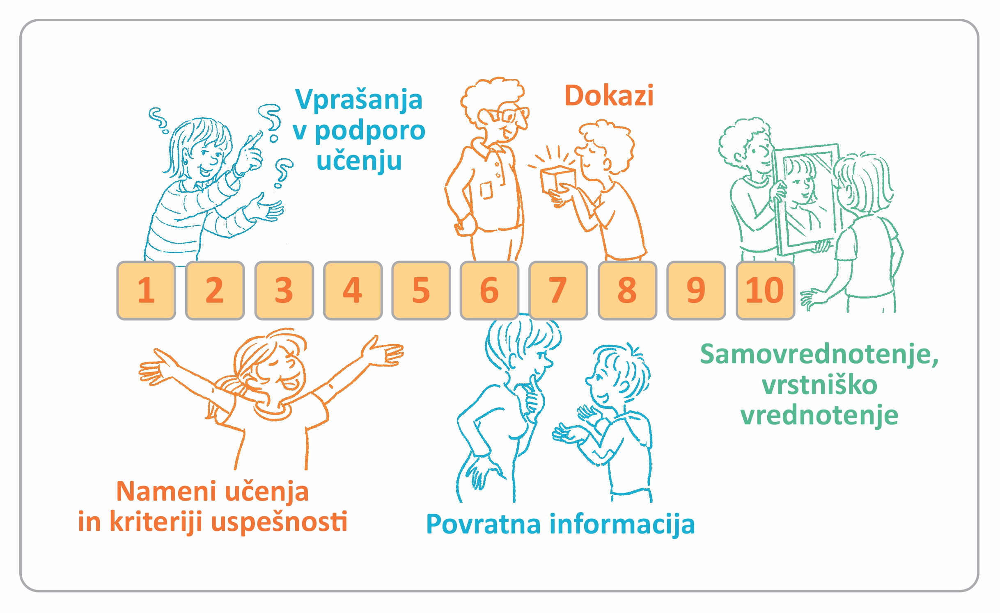 Vprašanja
v podporo
učenju
Dokazi
1 2 3 4 5 6 7 8 9 10
Nameni učenja
in kriteriji uspešnosti
Povratna informacija
Samovrednotenje,
vrstniško
vrednotenje